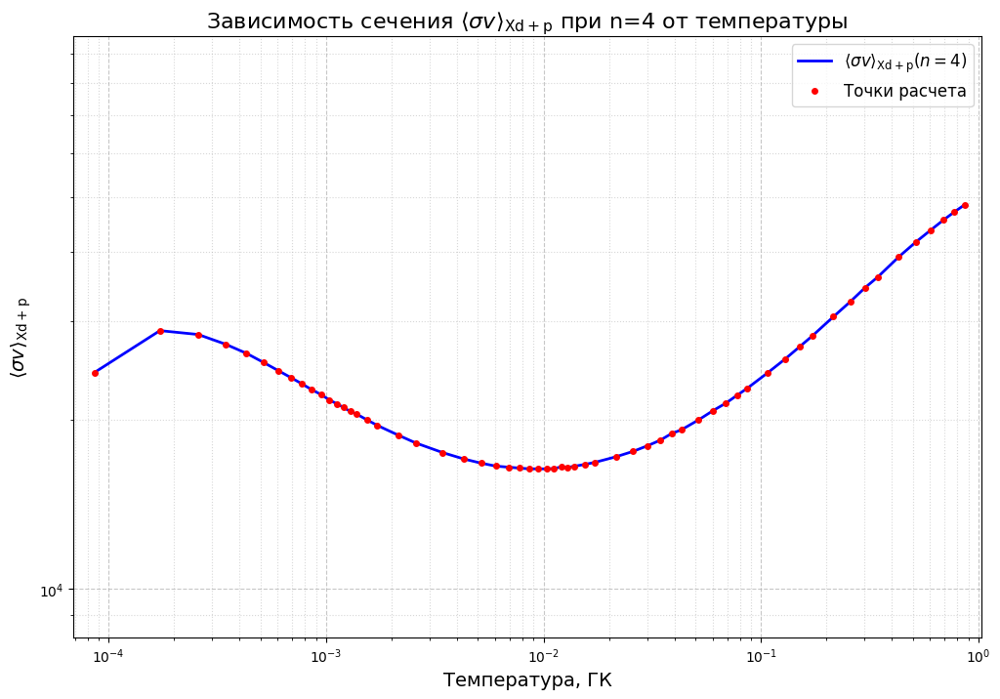 Зависимость сечения ⟨σv⟩Xd+p при n=4 от температуры
⟨σv⟩Xd+p(n = 4)
Точки расчета
⟨σv⟩Xd+p
10⁴
10⁻⁴ 10⁻³ 10⁻² 10⁻¹ 10⁰
Температура, ГК